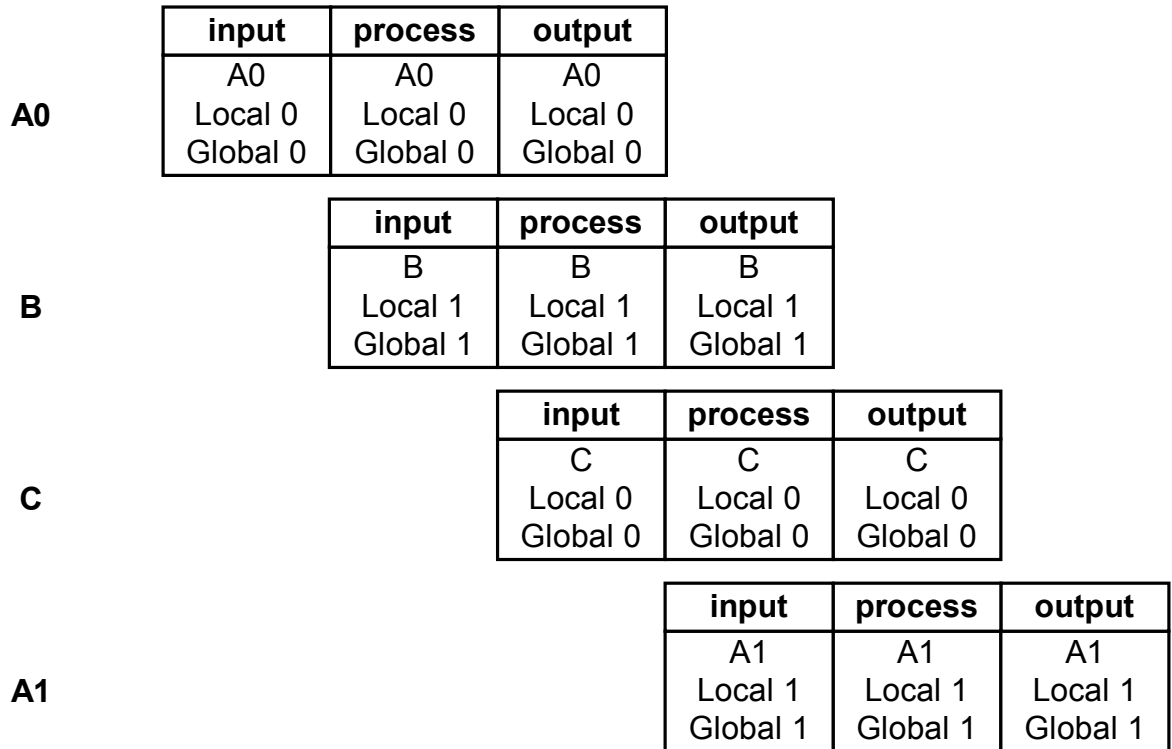 input process output
A0 A0 A0
A0 Local 0 Local 0 Local 0
Global 0 Global 0 Global 0
input process output
B B B
B Local 1 Local 1 Local 1
Global 1 Global 1 Global 1
input process output
C C C
C Local 0 Local 0 Local 0
Global 0 Global 0 Global 0
input process output
A1 A1 A1
A1 Local 1 Local 1 Local 1
Global 1 Global 1 Global 1